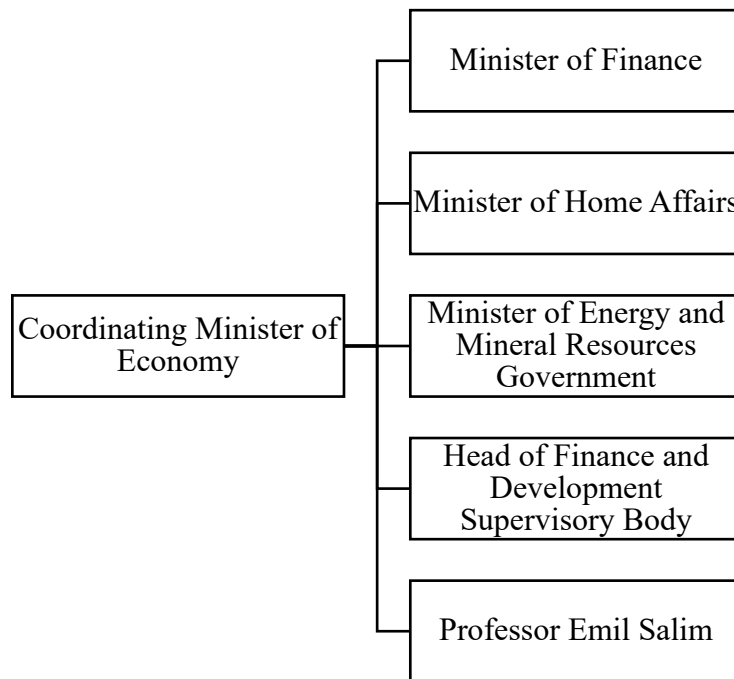 Minister of Finance
Minister of Home Affairs
Coordinating Minister of
Economy
Minister of Energy and
Mineral Resources
Government
Head of Finance and
Development
Supervisory Body
Professor Emil Salim